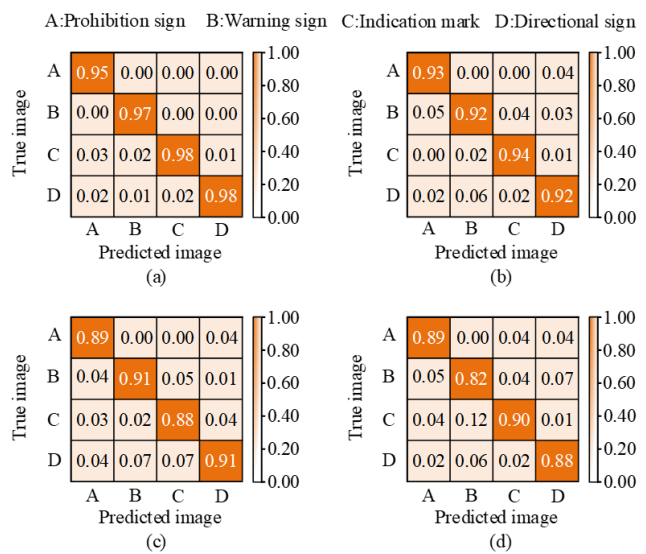 A:Prohibition sign B:Warning sign C:Indication mark D:Directional sign
True image
A 0.95 0.00 0.00 0.00 1.00
B 0.00 0.97 0.00 0.00 0.80
0.60
C 0.03 0.02 0.98 0.01 0.40
0.20
D 0.02 0.01 0.02 0.98 0.00
A B C D
Predicted image
(a)
True image
A 0.93 0.00 0.00 0.04 1.00
B 0.05 0.92 0.04 0.03 0.80
0.60
C 0.00 0.02 0.94 0.01 0.40
0.20
D 0.02 0.06 0.02 0.92 0.00
A B C D
Predicted image
(b)
True image
A 0.89 0.00 0.00 0.04 1.00
B 0.04 0.91 0.05 0.01 0.80
0.60
C 0.03 0.02 0.88 0.04 0.40
0.20
D 0.04 0.07 0.07 0.91 0.00
A B C D
Predicted image
(c)
True image
A 0.89 0.00 0.04 0.04 1.00
B 0.05 0.82 0.04 0.07 0.80
0.60
C 0.04 0.12 0.90 0.01 0.40
0.20
D 0.02 0.06 0.02 0.88 0.00
A B C D
Predicted image
(d)